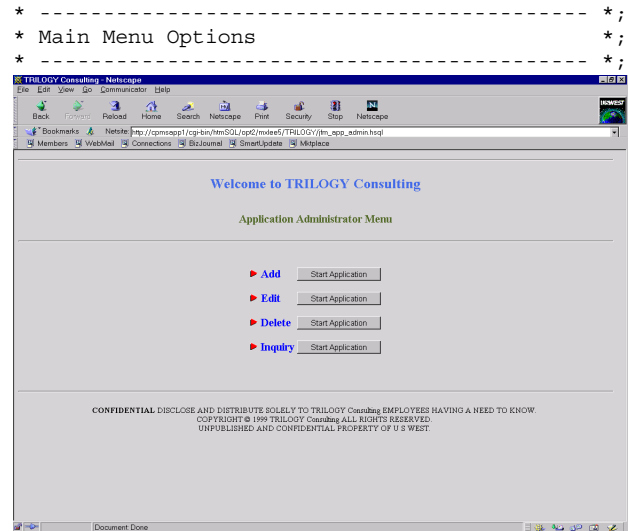 * ------------------------------------------- *;
* Main Menu Options *;
* ------------------------------------------- *;
TRILOGY Consulting - Netscape
File Edit View Go Communicator Help
Back Forward Reload Home Search Netscape Print Security Stop Netscape
USWEST
Bookmarks Netsite: http://cpmseapp1/cgi-bin/htmSQL/opt2/mxlee5/TRILOGY/jtm_app_admin.hsql
Members WebMail Connections BizJournal SmartUpdate Mktplace
Welcome to TRILOGY Consulting
Application Administrator Menu
Add Start Application
Edit Start Application
Delete Start Application
Inquiry Start Application
CONFIDENTIAL DISCLOSE AND DISTRIBUTE SOLELY TO TRILOGY Consulting EMPLOYEES HAVING A NEED TO KNOW.
COPYRIGHT © 1999 TRILOGY Consulting ALL RIGHTS RESERVED.
UNPUBLISHED AND CONFIDENTIAL PROPERTY OF U S WEST.
Document: Done